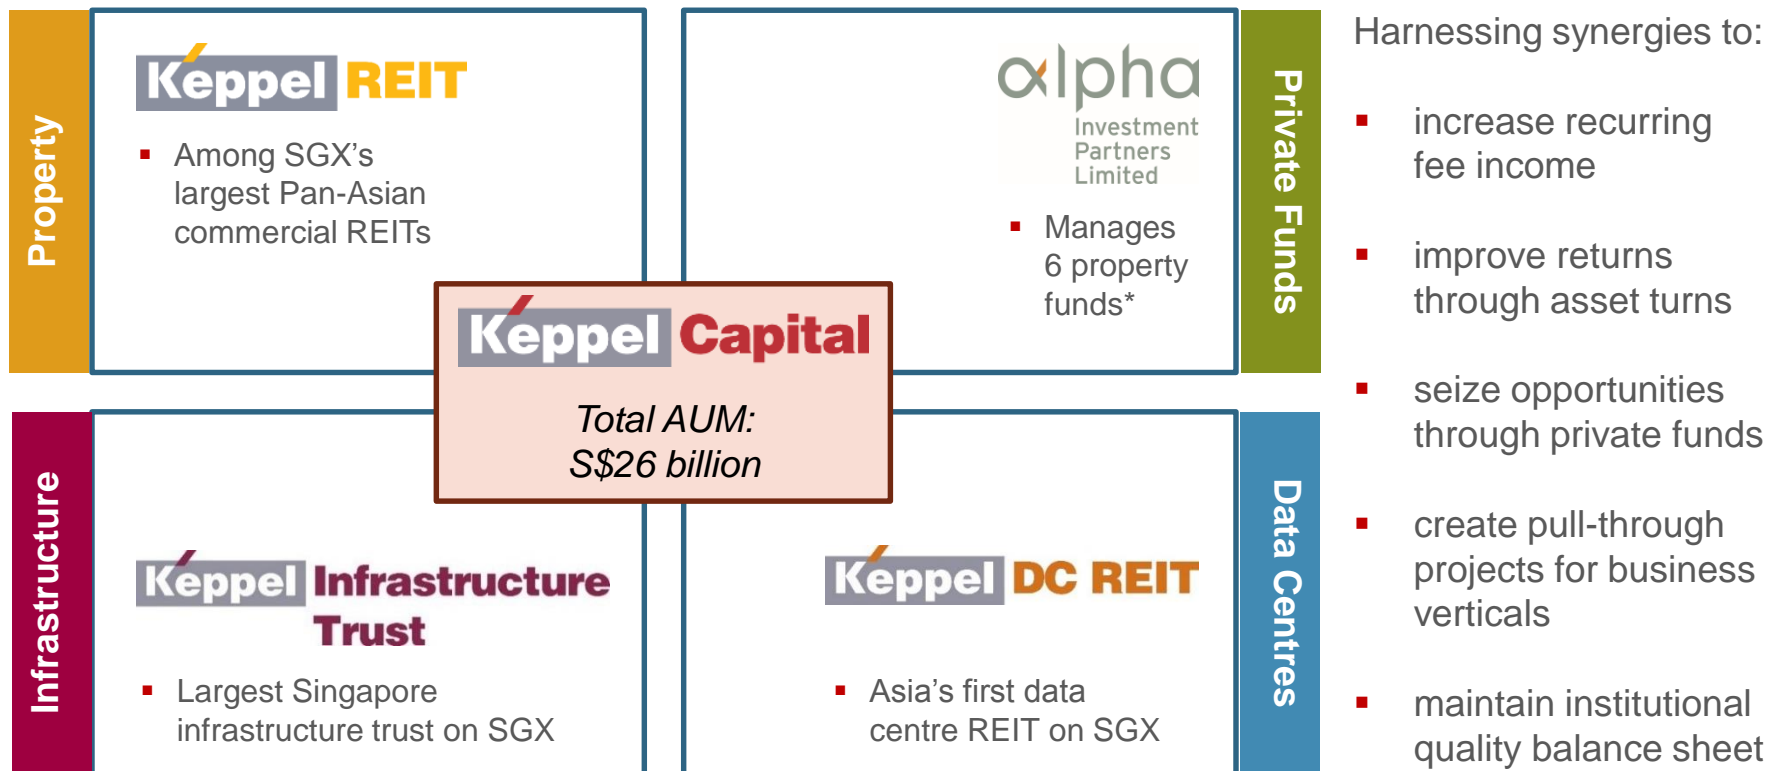 Property
Keppel REIT
▪ Among SGX's
largest Pan-Asian
commercial REITs
alpha
Investment
Partners
Limited
▪ Manages
6 property
funds*
Private Funds
Keppel Capital
Total AUM:
S$26 billion
Infrastructure
Keppel Infrastructure
Trust
▪ Largest Singapore
infrastructure trust on SGX
Keppel DC REIT
▪ Asia's first data
centre REIT on SGX
Data Centres
Harnessing synergies to:
▪ increase recurring
fee income
▪ improve returns
through asset turns
▪ seize opportunities
through private funds
▪ create pull-through
projects for business
verticals
▪ maintain institutional
quality balance sheet